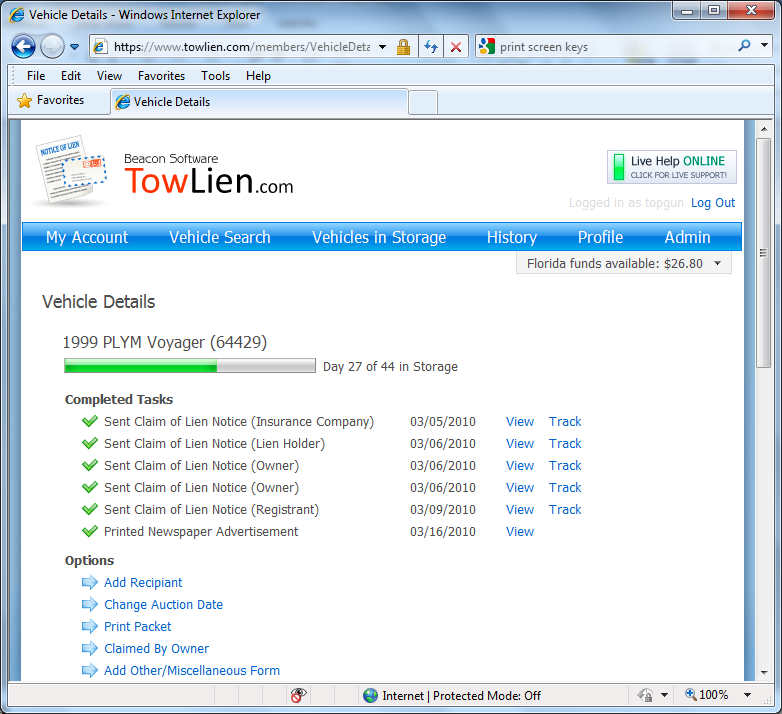 Vehicle Details - Windows Internet Explorer
https://www.towlien.com/members/VehicleDeta
print screen keys
File Edit View Favorites Tools Help
Favorites
Vehicle Details
NOTICE OF LIEN
Beacon Software
TowLien.com
Live Help ONLINE
CLICK FOR LIVE SUPPORT!
Logged in as topgun Log Out
My Account Vehicle Search Vehicles in Storage History Profile Admin
Florida funds available: $26.80
Vehicle Details
1999 PLYM Voyager (64429)
Day 27 of 44 in Storage
Completed Tasks
Sent Claim of Lien Notice (Insurance Company) 03/05/2010 View Track
Sent Claim of Lien Notice (Lien Holder) 03/06/2010 View Track
Sent Claim of Lien Notice (Owner) 03/06/2010 View Track
Sent Claim of Lien Notice (Owner) 03/06/2010 View Track
Sent Claim of Lien Notice (Registrant) 03/09/2010 View Track
Printed Newspaper Advertisement 03/16/2010 View
Options
Add Recipiant
Change Auction Date
Print Packet
Claimed By Owner
Add Other/Miscellaneous Form
Internet | Protected Mode: Off
100%